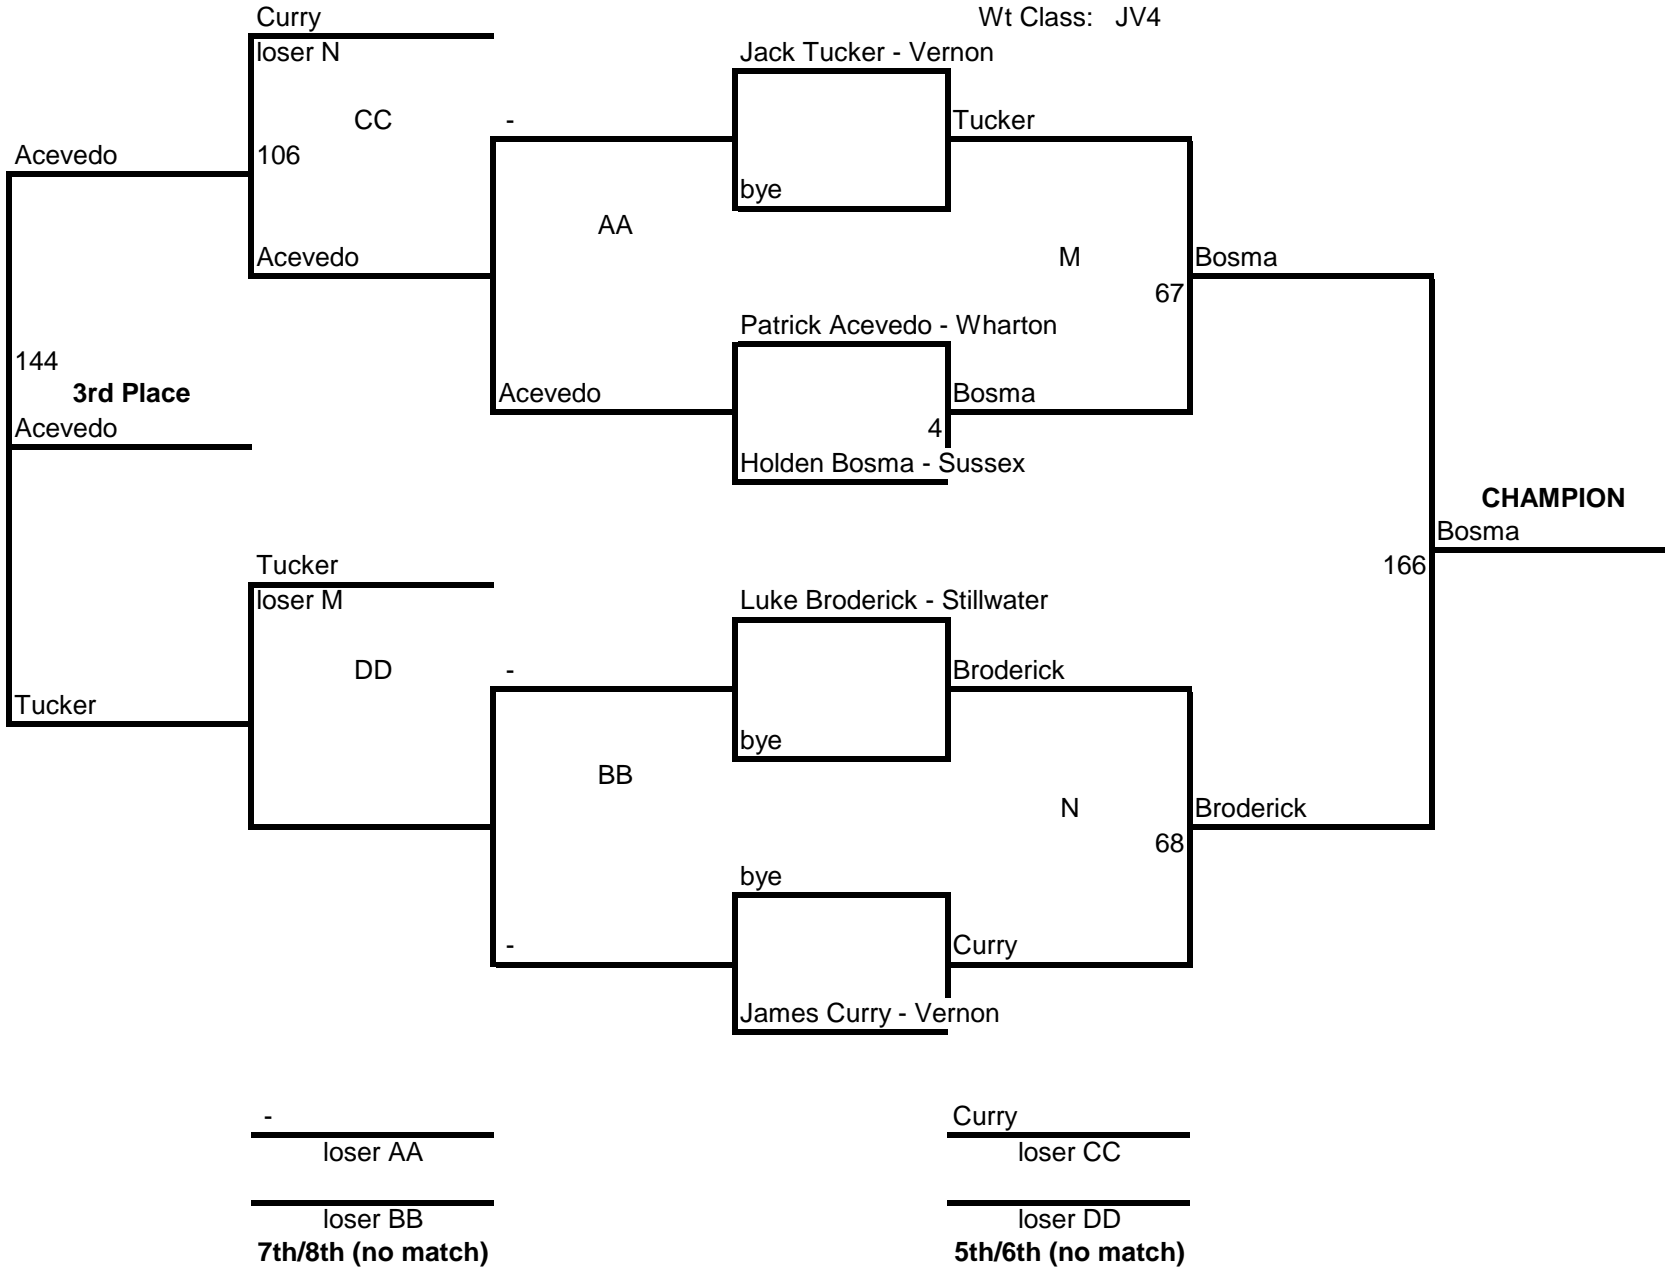 Curry
Wt Class: JV4
loser N
Jack Tucker - Vernon
CC
-
Tucker
Acevedo
106
bye
AA
Acevedo
M
Bosma
67
Patrick Acevedo - Wharton
144
3rd Place
Acevedo
Bosma
Acevedo
4
Holden Bosma - Sussex
CHAMPION
Bosma
Tucker
166
loser M
Luke Broderick - Stillwater
DD
-
Broderick
Tucker
bye
BB
N
Broderick
68
bye
-
Curry
James Curry - Vernon
-
Curry
loser AA
loser CC
loser BB
loser DD
7th/8th (no match)
5th/6th (no match)